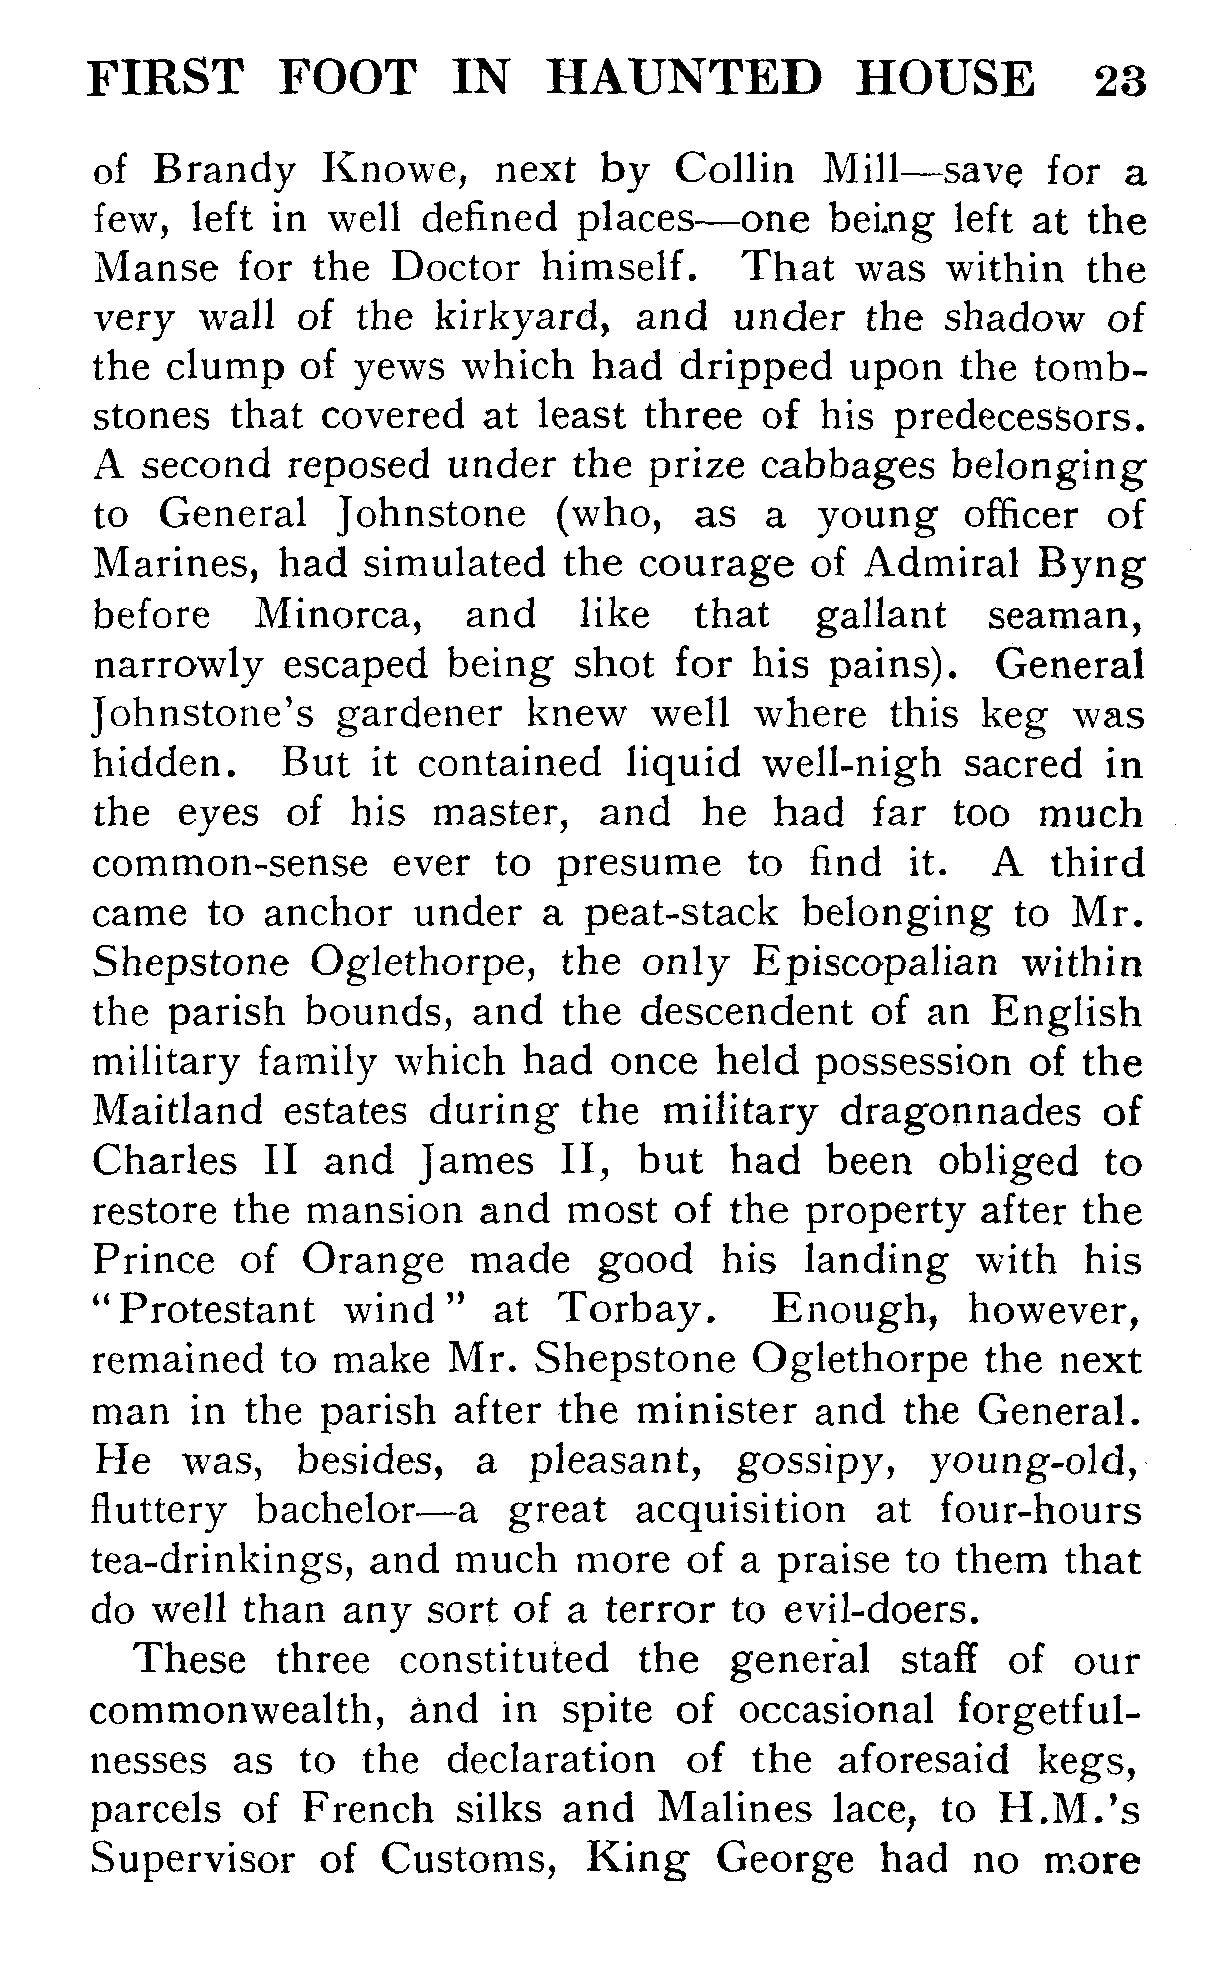 FIRST FOOT IN HAUNTED HOUSE 23
of Brandy Knowe, next by Collin Mill—save for a
few, left in well defined places—one being left at the
Manse for the Doctor himself. That was within the
very wall of the kirkyard, and under the shadow of
the clump of yews which had dripped upon the tomb-
stones that covered at least three of his predecessors.
A second reposed under the prize cabbages belonging
to General Johnstone (who, as a young officer of
Marines, had simulated the courage of Admiral Byng
before Minorca, and like that gallant seaman,
narrowly escaped being shot for his pains). General
Johnstone's gardener knew well where this keg was
hidden. But it contained liquid well-nigh sacred in
the eyes of his master, and he had far too much
common-sense ever to presume to find it. A third
came to anchor under a peat-stack belonging to Mr.
Shepstone Oglethorpe, the only Episcopalian within
the parish bounds, and the descendent of an English
military family which had once held possession of the
Maitland estates during the military dragonnades of
Charles II and James II, but had been obliged to
restore the mansion and most of the property after the
Prince of Orange made good his landing with his
“Protestant wind” at Torbay. Enough, however,
remained to make Mr. Shepstone Oglethorpe the next
man in the parish after the minister and the General.
He was, besides, a pleasant, gossipy, young-old,
fluttery bachelor—a great acquisition at four-hours
tea-drinkings, and much more of a praise to them that
do well than any sort of a terror to evil-doers.
These three constituted the general staff of our
commonwealth, and in spite of occasional forgetful-
nesses as to the declaration of the aforesaid kegs,
parcels of French silks and Malines lace, to H.M.'s
Supervisor of Customs, King George had no more